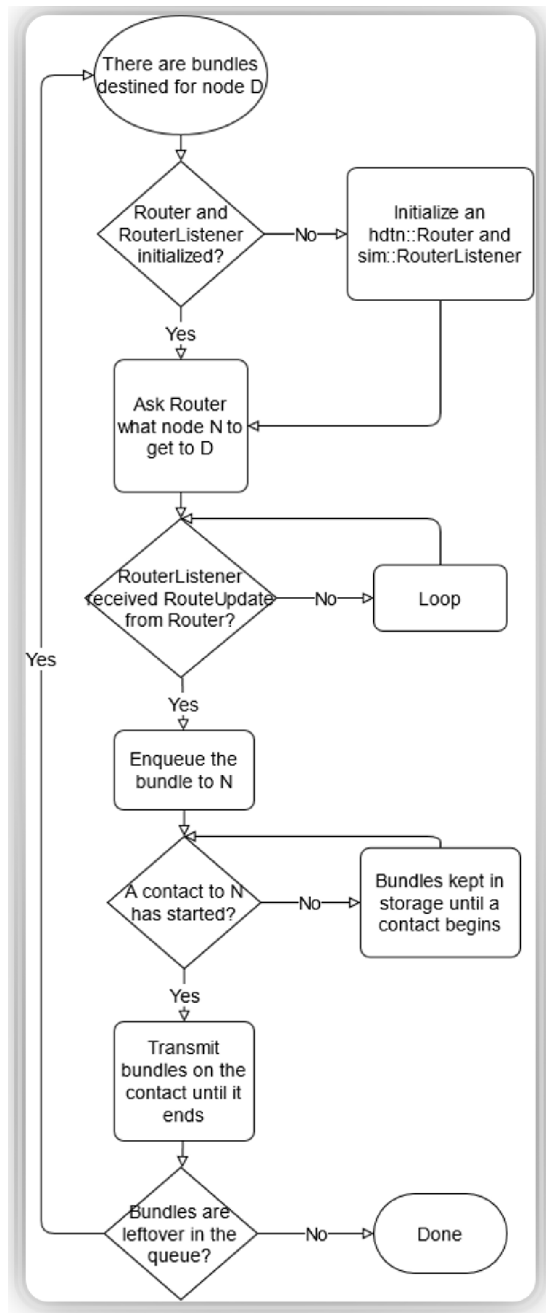 There are bundles
destined for node D
Router and
RouterListener
initialized?
No
Initialize an
hdtn::Router and
sim::RouterListener
Yes
Ask Router
what node N to
get to D
RouterListener
received RouteUpdate
from Router?
No
Loop
Yes
Yes
Enqueue the
bundle to N
A contact to N
has started?
No
Bundles kept in
storage until a
contact begins
Yes
Transmit
bundles on the
contact until it
ends
Bundles are
leftover in the
queue?
No
Done